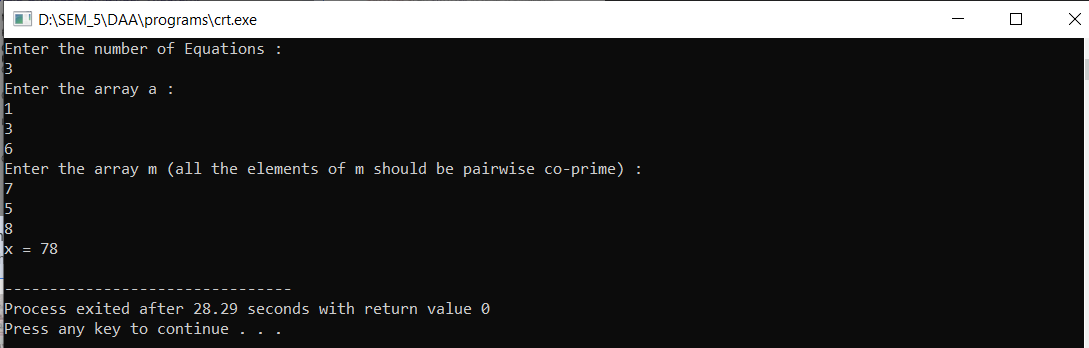 D:\SEM_5\DAA\programs\crt.exe
Enter the number of Equations :
3
Enter the array a :
1
3
6
Enter the array m (all the elements of m should be pairwise co-prime) :
7
5
8
x = 78
--------------------------------
Process exited after 28.29 seconds with return value 0
Press any key to continue . . .